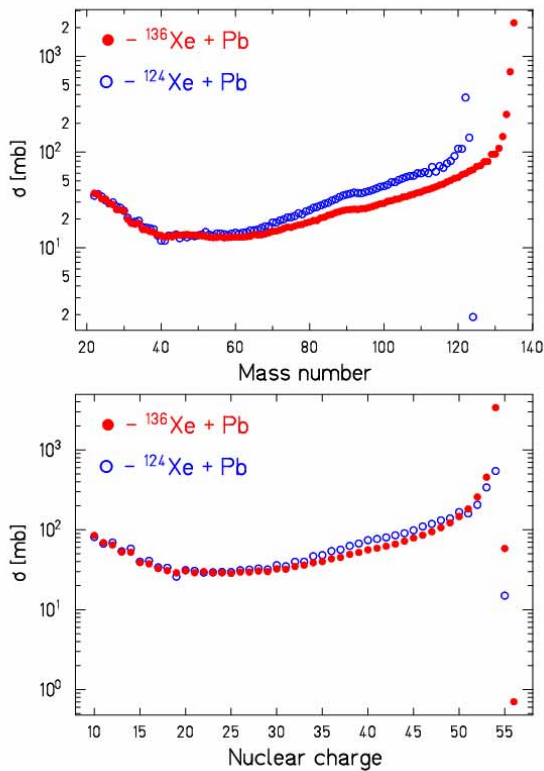 2
● – ¹³⁶Xe + Pb
10³
○ – ¹²⁴Xe + Pb
5
2
10²
5
2
10¹
5
2
d [mb]
20 40 60 80 100 120 140
Mass number
● – ¹³⁶Xe + Pb
○ – ¹²⁴Xe + Pb
10³
10²
10¹
10⁰
d [mb]
10 15 20 25 30 35 40 45 50 55
Nuclear charge